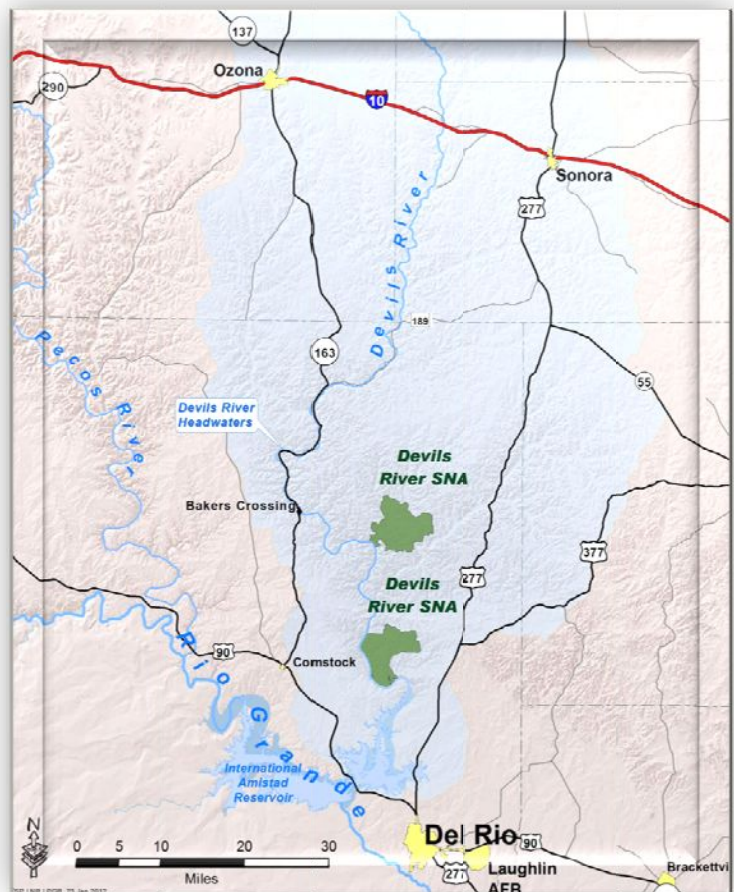 137
Ozona
290
10
Sonora
277
Devils River
189
Pecos River
163
55
Devils River
Headwaters
Devils
River SNA
Bakers Crossing
377
277
Devils
River SNA
90
Comstock
Rio Grande
International
Amistad
Reservoir
N
Del Rio
90
0 5 10 20 30
Miles
277
Laughlin
AFB
Brackettvi